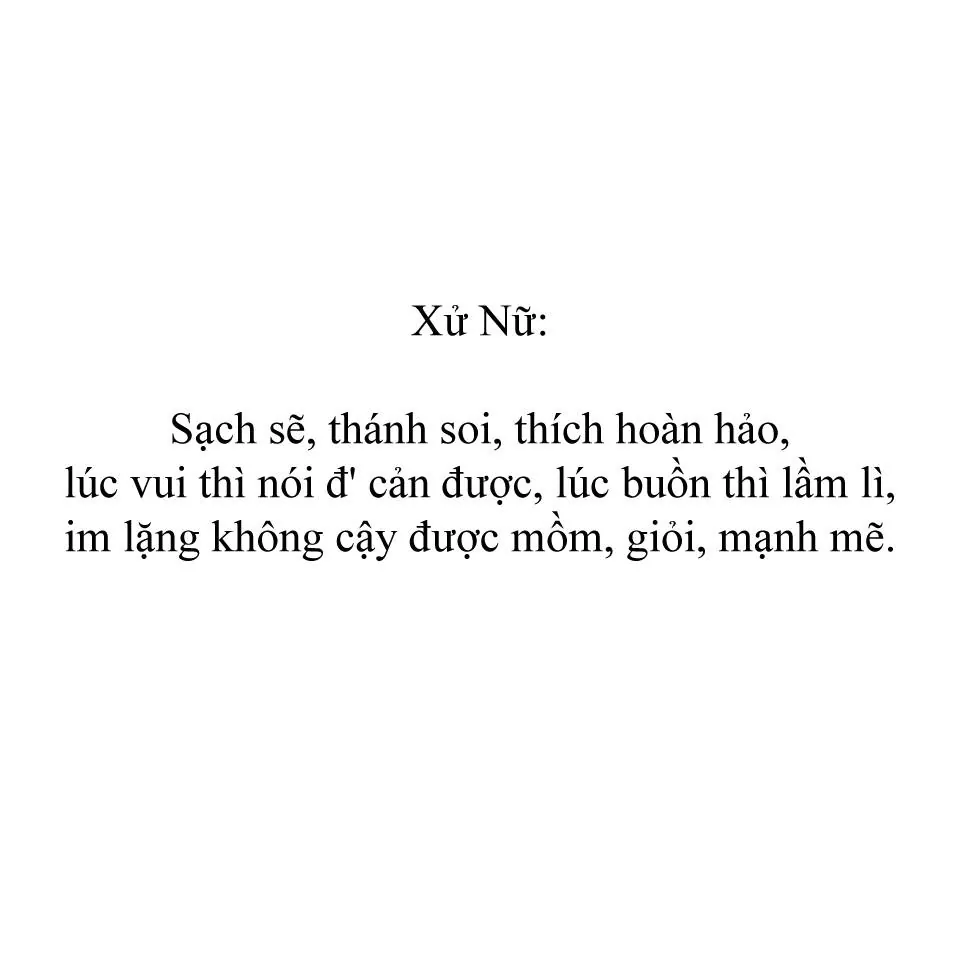 Xử Nữ:
Sạch sẽ, thánh soi, thích hoàn hảo,
lúc vui thì nói đ' cản được, lúc buồn thì lầm lì,
im lặng không cậy được mồm, giỏi, mạnh mẽ.